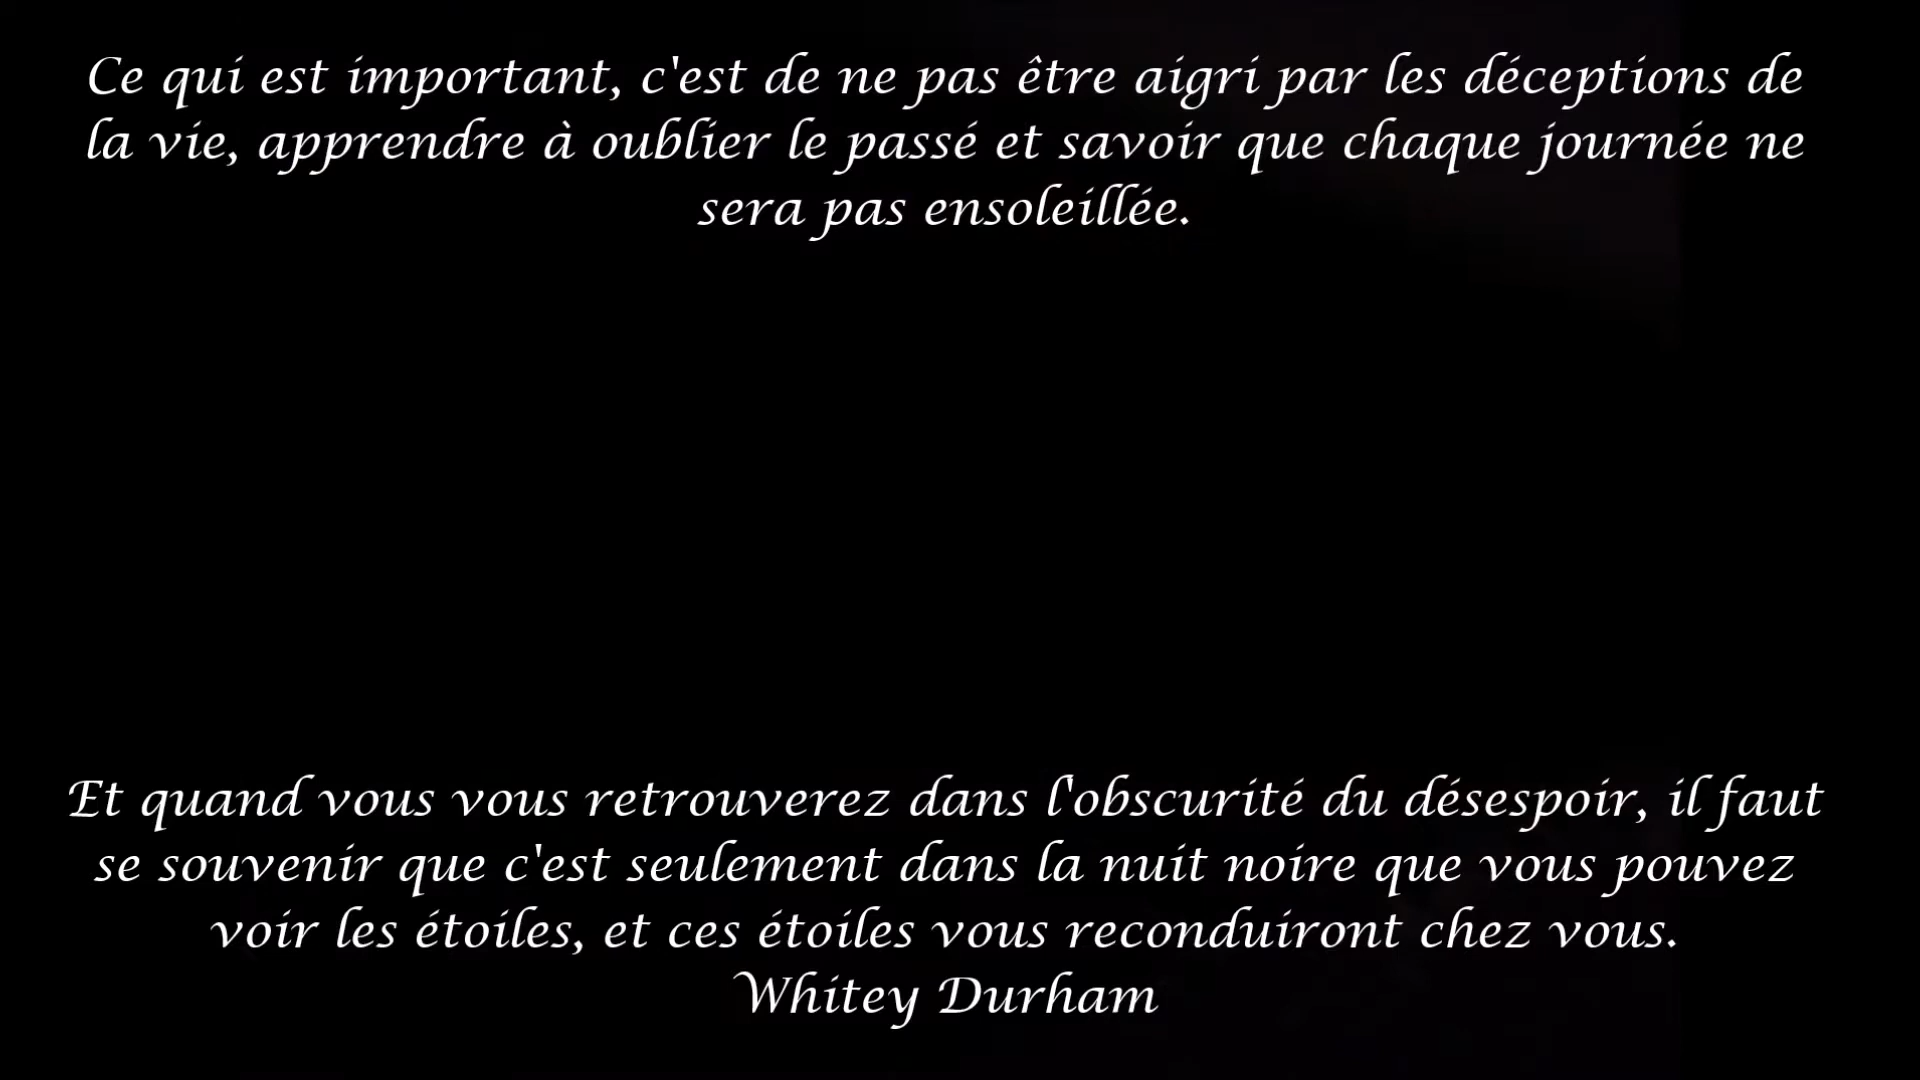 Ce qui est important, c'est de ne pas être aigri par les déceptions de
la vie, apprendre à oublier le passé et savoir que chaque journée ne
sera pas ensoleillée.
Et quand vous vous retrouverez dans l'obscurité du désespoir, il faut
se souvenir que c'est seulement dans la nuit noire que vous pouvez
voir les étoiles, et ces étoiles vous reconduiront chez vous.
Whitey Durham